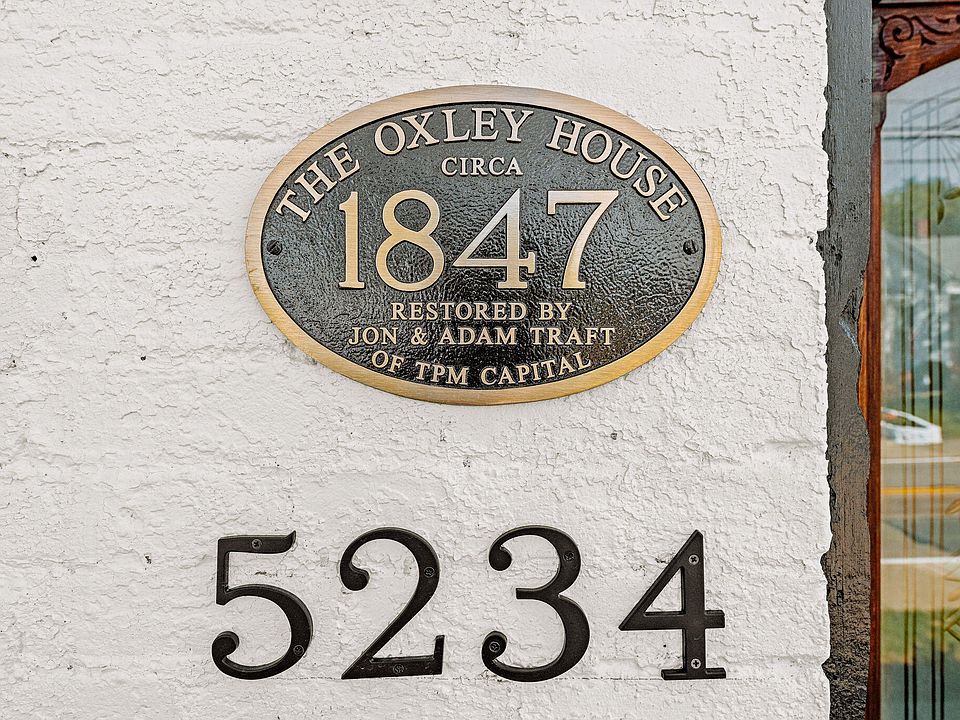 THE OXLEY HOUSE
CIRCA
1847
RESTORED BY
JON & ADAM TRAFT
OF TPM CAPITAL
5234